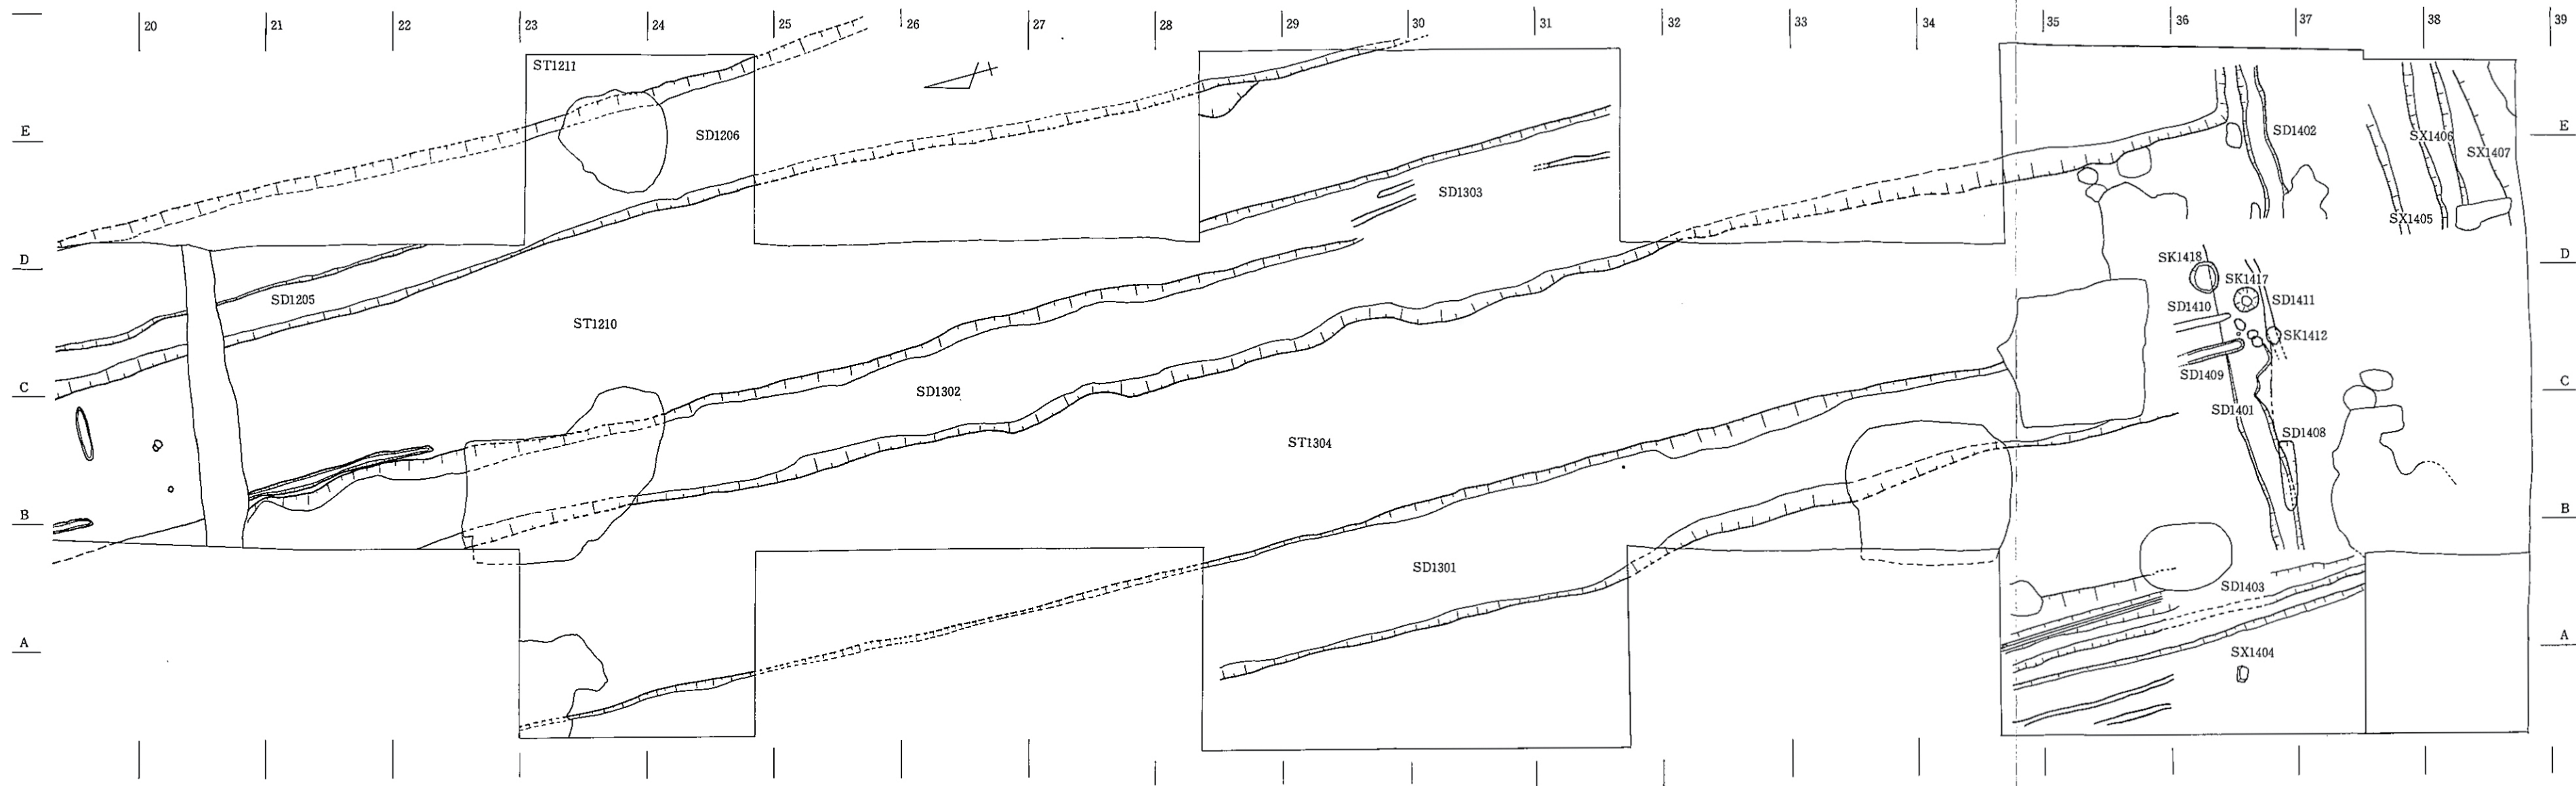 20 21 22 23 24 25 26 27 28 29 30 31 32 33 34 35 36 37 38 39
ST1211
E SD1206 SD1402 SX1406 E
SX1407
SD1303
SX1405
D SK1418 D
SK1417
SD1205 SD1410 SD1411
ST1210
SK1412
C SD1409 C
SD1302
SD1401
ST1304 SD1408
B B
SD1301
SD1403
A A
SX1404